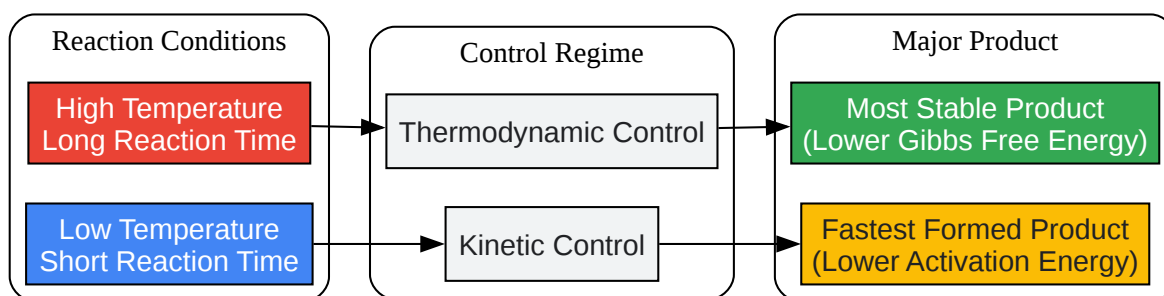 Reaction Conditions
High Temperature
Long Reaction Time
Low Temperature
Short Reaction Time
Control Regime
Thermodynamic Control
Kinetic Control
Major Product
Most Stable Product
(Lower Gibbs Free Energy)
Fastest Formed Product
(Lower Activation Energy)